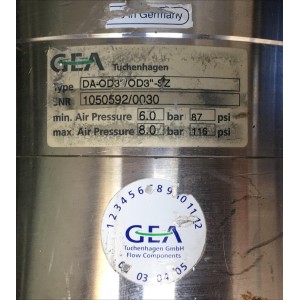 in Germany
GEA
Tuchenhagen
Type DA-OD3"/OD3"-SZ
SNR 1050592/0030
min. Air Pressure 6.0 bar 87 psi
max. Air Pressure 8.0 bar 116 psi
1 2 3 4 5 6 7 8 9 10 11 12
GEA
Tuchenhagen GmbH
Flow Components
03 04 05